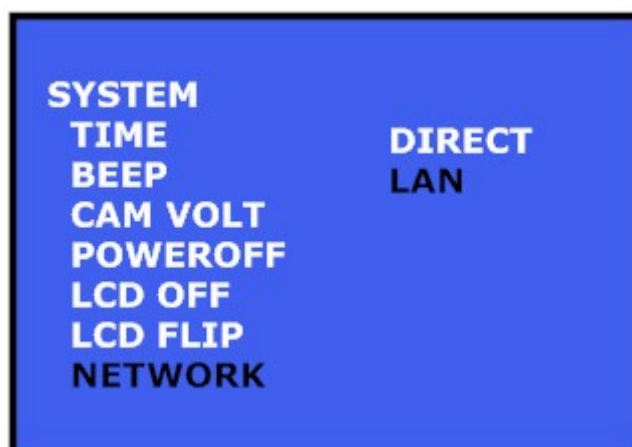 SYSTEM
TIME
BEEP
CAM VOLT
POWEROFF
LCD OFF
LCD FLIP
NETWORK
DIRECT
LAN